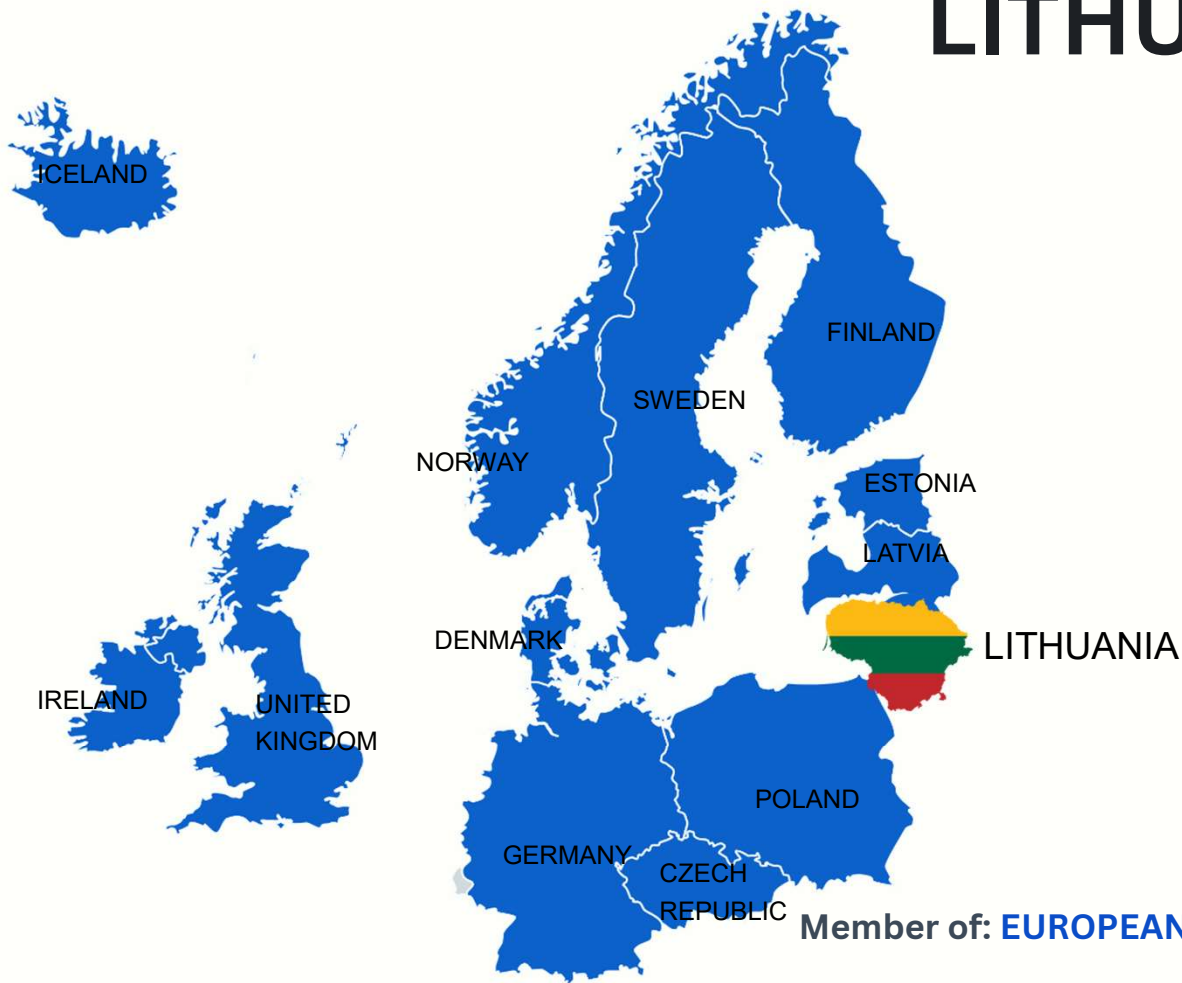 LITHU
ICELAND
FINLAND
SWEDEN
NORWAY
ESTONIA
LATVIA
DENMARK
LITHUANIA
IRELAND
UNITED
KINGDOM
POLAND
GERMANY
CZECH
REPUBLIC
Member of: EUROPEAN